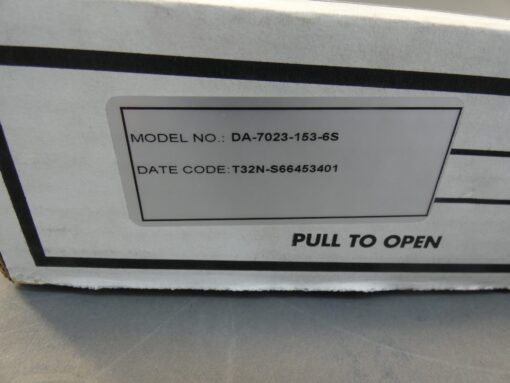 MODEL NO.: DA-7023-153-6S
DATE CODE: T32N-S66453401
PULL TO OPEN